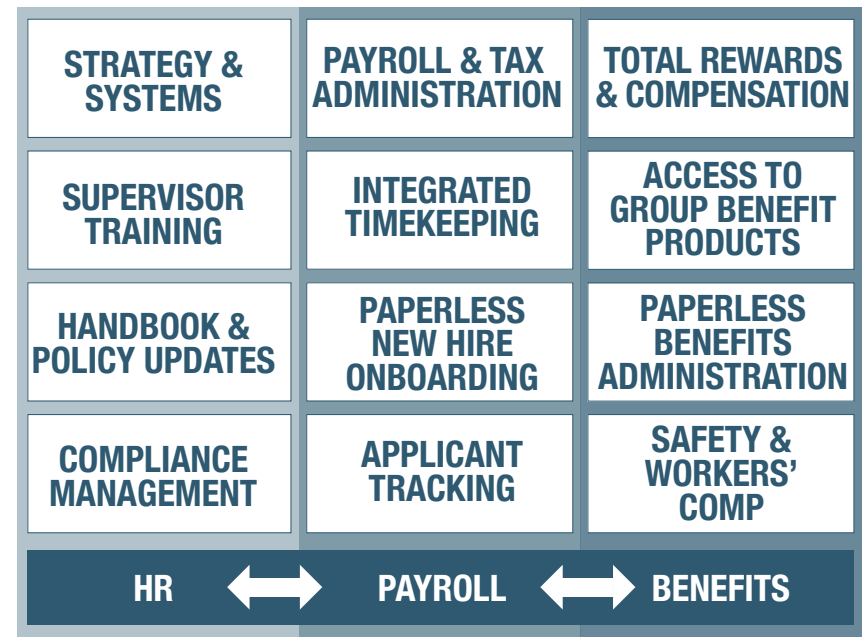 STRATEGY &
SYSTEMS
PAYROLL & TAX
ADMINISTRATION
TOTAL REWARDS
& COMPENSATION
SUPERVISOR
TRAINING
INTEGRATED
TIMEKEEPING
ACCESS TO
GROUP BENEFIT
PRODUCTS
HANDBOOK &
POLICY UPDATES
PAPERLESS
NEW HIRE
ONBOARDING
PAPERLESS
BENEFITS
ADMINISTRATION
COMPLIANCE
MANAGEMENT
APPLICANT
TRACKING
SAFETY &
WORKERS’
COMP
HR
PAYROLL
BENEFITS